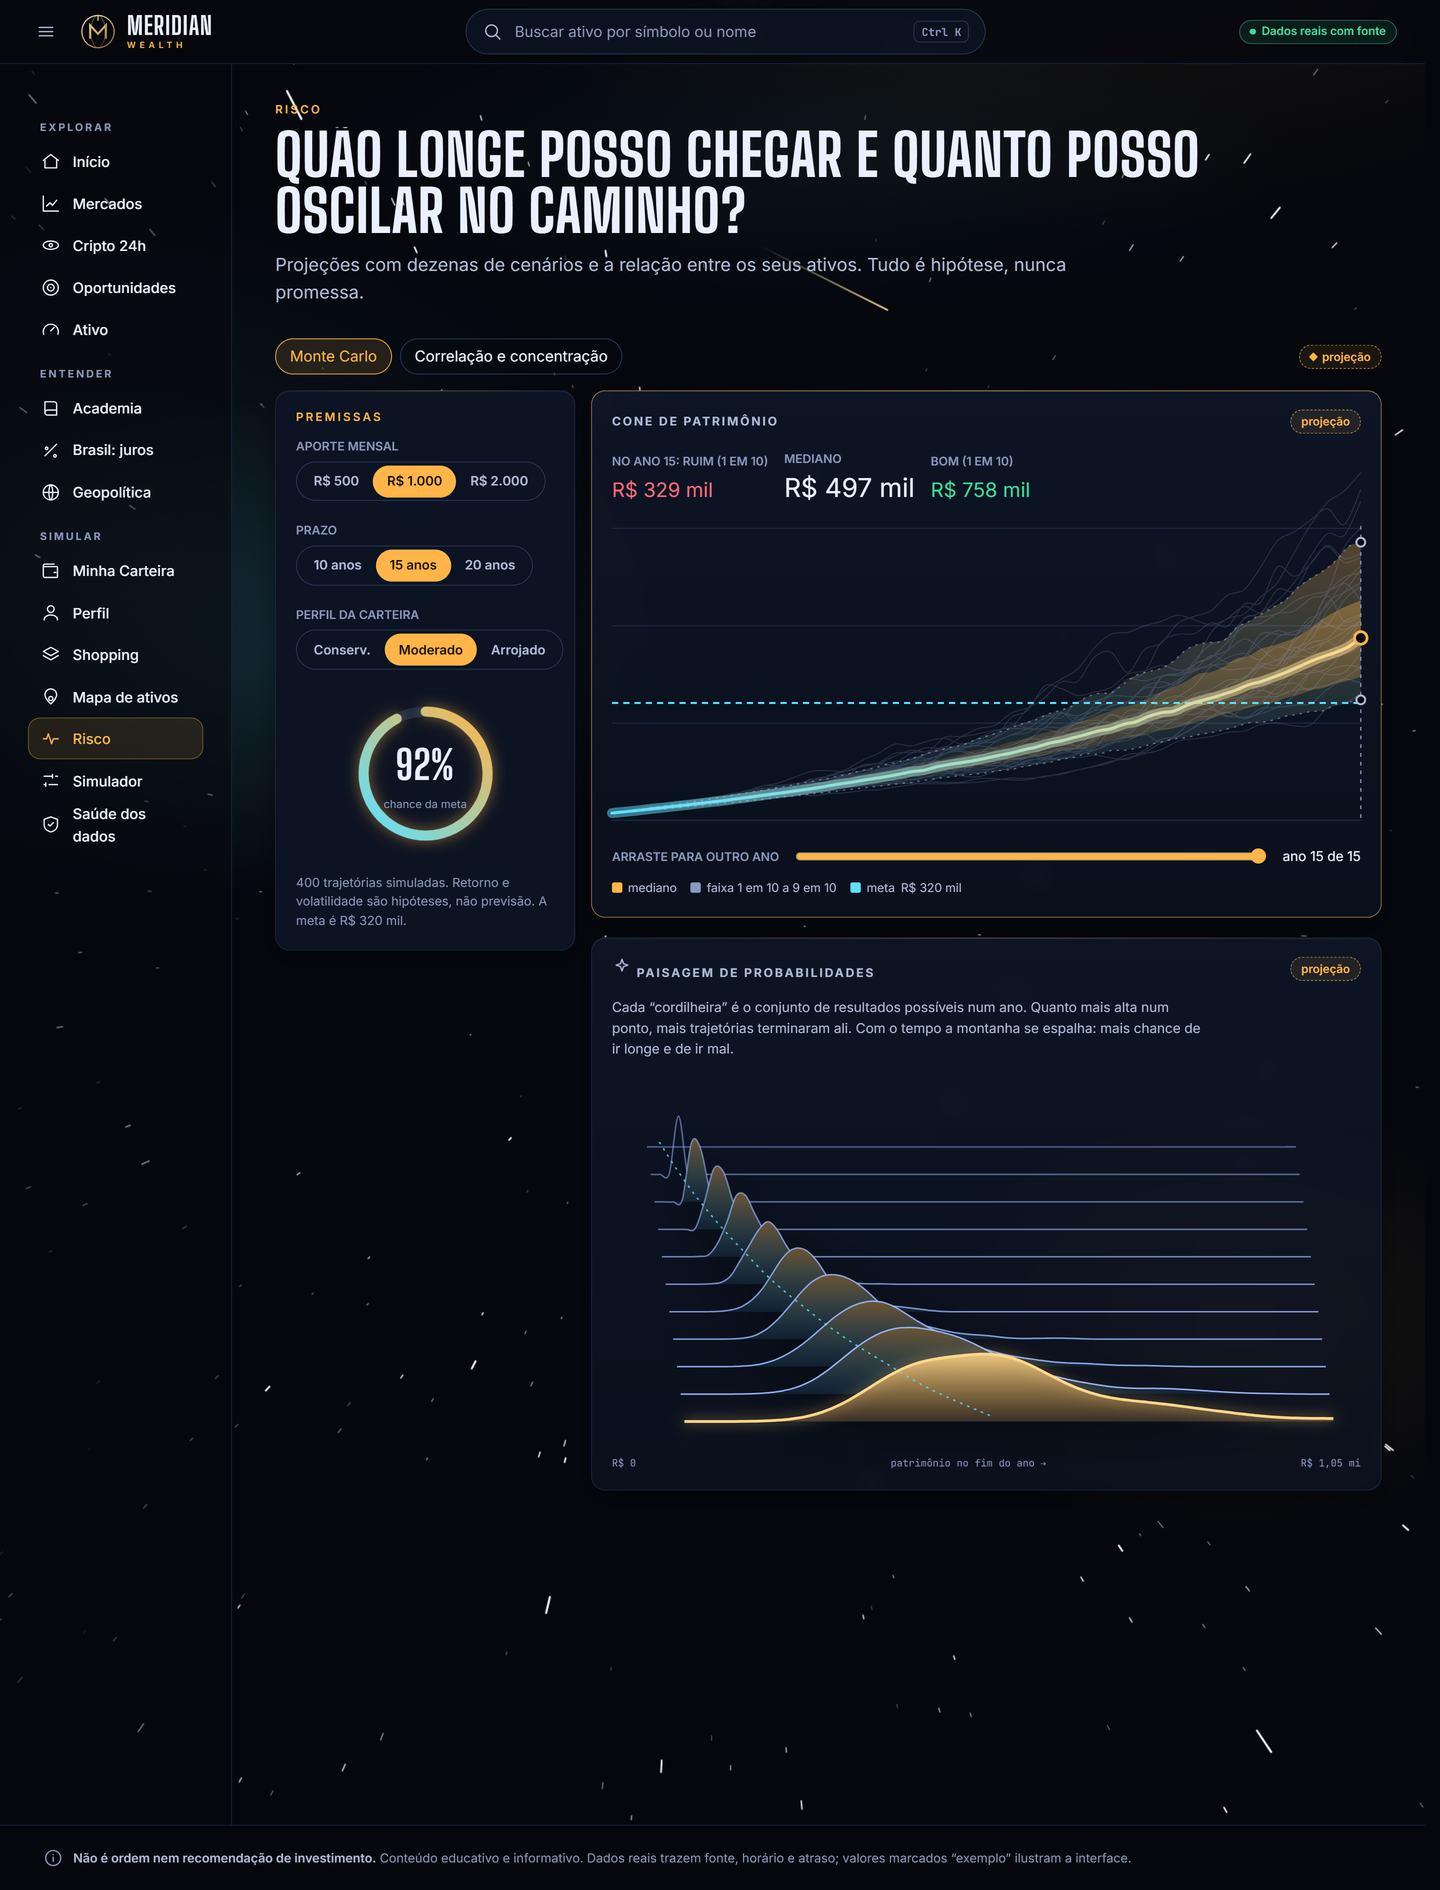 MERIDIAN
WEALTH
Buscar ativo por símbolo ou nome
Ctrl K
Dados reais com fonte
EXPLORAR
Início
Mercados
Cripto 24h
Oportunidades
Ativo
ENTENDER
Academia
Brasil: juros
Geopolítica
SIMULAR
Minha Carteira
Perfil
Shopping
Mapa de ativos
Risco
Simulador
Saúde dos
dados
RISCO
QUÃO LONGE POSSO CHEGAR E QUANTO POSSO
OSCILAR NO CAMINHO?
Projeções com dezenas de cenários e a relação entre os seus ativos. Tudo é hipótese, nunca
promessa.
Monte Carlo
Correlação e concentração
projeção
PREMISSAS
APORTE MENSAL
R$ 500 R$ 1.000 R$ 2.000
PRAZO
10 anos 15 anos 20 anos
PERFIL DA CARTEIRA
Conserv. Moderado Arrojado
92%
chance da meta
400 trajetórias simuladas. Retorno e
volatilidade são hipóteses, não previsão. A
meta é R$ 320 mil.
CONE DE PATRIMÔNIO
projeção
NO ANO 15: RUIM (1 EM 10)
R$ 329 mil
MEDIANO
R$ 497 mil
BOM (1 EM 10)
R$ 758 mil
ARRASTE PARA OUTRO ANO
ano 15 de 15
mediano faixa 1 em 10 a 9 em 10 meta R$ 320 mil
PAISAGEM DE PROBABILIDADES
projeção
Cada “cordilheira” é o conjunto de resultados possíveis num ano. Quanto mais alta num
ponto, mais trajetórias terminaram ali. Com o tempo a montanha se espalha: mais chance de
ir longe e de ir mal.
R$ 0
patrimônio no fim do ano →
R$ 1,05 mi
Não é ordem nem recomendação de investimento. Conteúdo educativo e informativo. Dados reais trazem fonte, horário e atraso; valores marcados “exemplo” ilustram a interface.